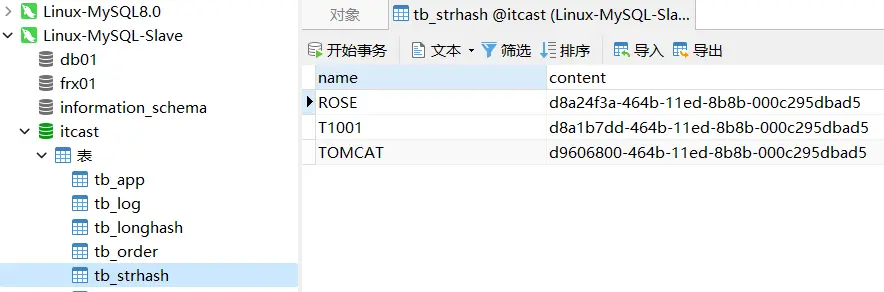 Linux-MySQL8.0
Linux-MySQL-Slave
db01
frx01
information_schema
itcast
表
tb_app
tb_log
tb_longhash
tb_order
tb_strhash
对象 tb_strhash @itcast (Linux-MySQL-Sla...
开始事务 文本 筛选 排序 导入 导出
name content
ROSE d8a24f3a-464b-11ed-8b8b-000c295dbad5
T1001 d8a1b7dd-464b-11ed-8b8b-000c295dbad5
TOMCAT d9606800-464b-11ed-8b8b-000c295dbad5